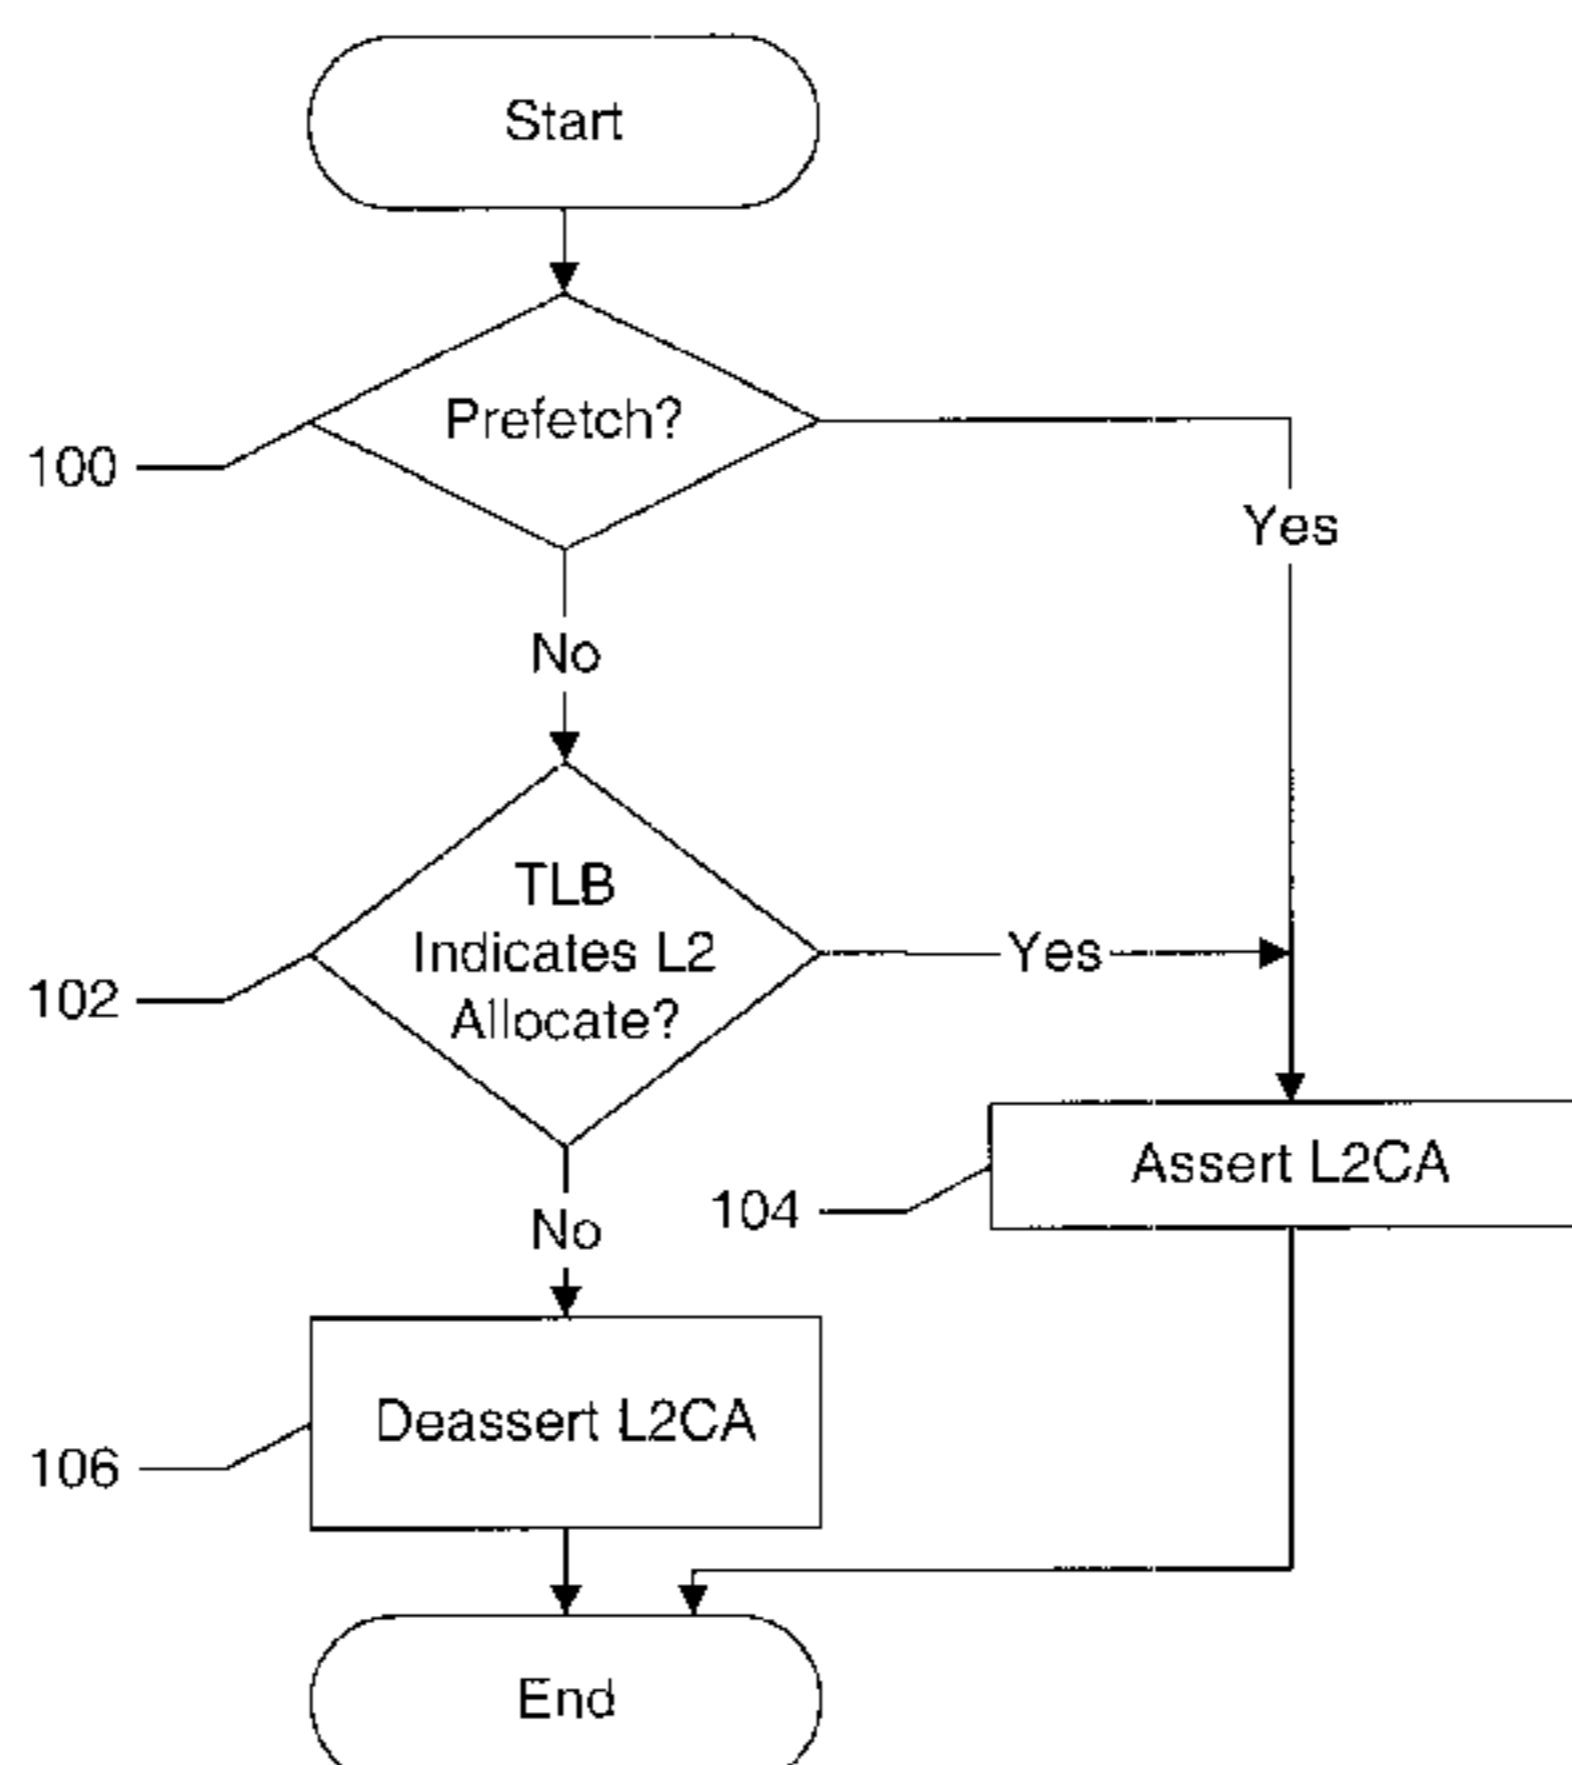 Start
Prefetch?
100
Yes
No
TLB
Indicates L2
Allocate?
Yes
102
Assert L2CA
104
No
Deassert L2CA
106
End